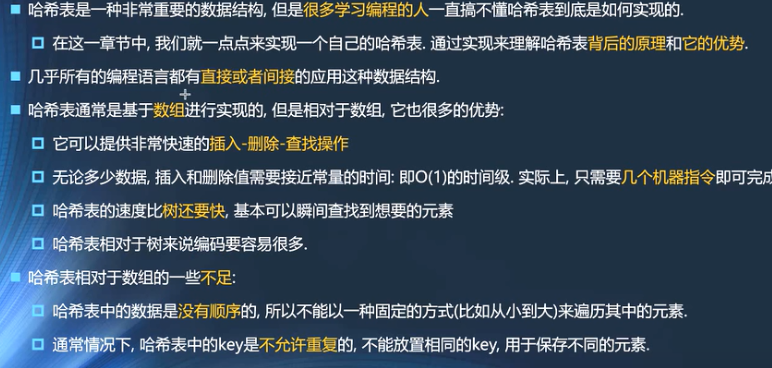 哈希表是一种非常重要的数据结构, 但是很多学习编程的人一直搞不懂哈希表到底是如何实现的.
在这一章节中, 我们就一点点来实现一个自己的哈希表. 通过实现来理解哈希表背后的原理和它的优势.
几乎所有的编程语言都有直接或者间接的应用这种数据结构.
哈希表通常是基于数组进行实现的, 但是相对于数组, 它也很多的优势:
它可以提供非常快速的插入-删除-查找操作
无论多少数据, 插入和删除值需要接近常量的时间: 即O(1)的时间级. 实际上, 只需要几个机器指令即可完成
哈希表的速度比树还要快, 基本可以瞬间查找到想要的元素
哈希表相对于树来说编码要容易很多.
哈希表相对于数组的一些不足:
哈希表中的数据是没有顺序的, 所以不能以一种固定的方式(比如从小到大)来遍历其中的元素.
通常情况下, 哈希表中的key是不允许重复的, 不能放置相同的key, 用于保存不同的元素.